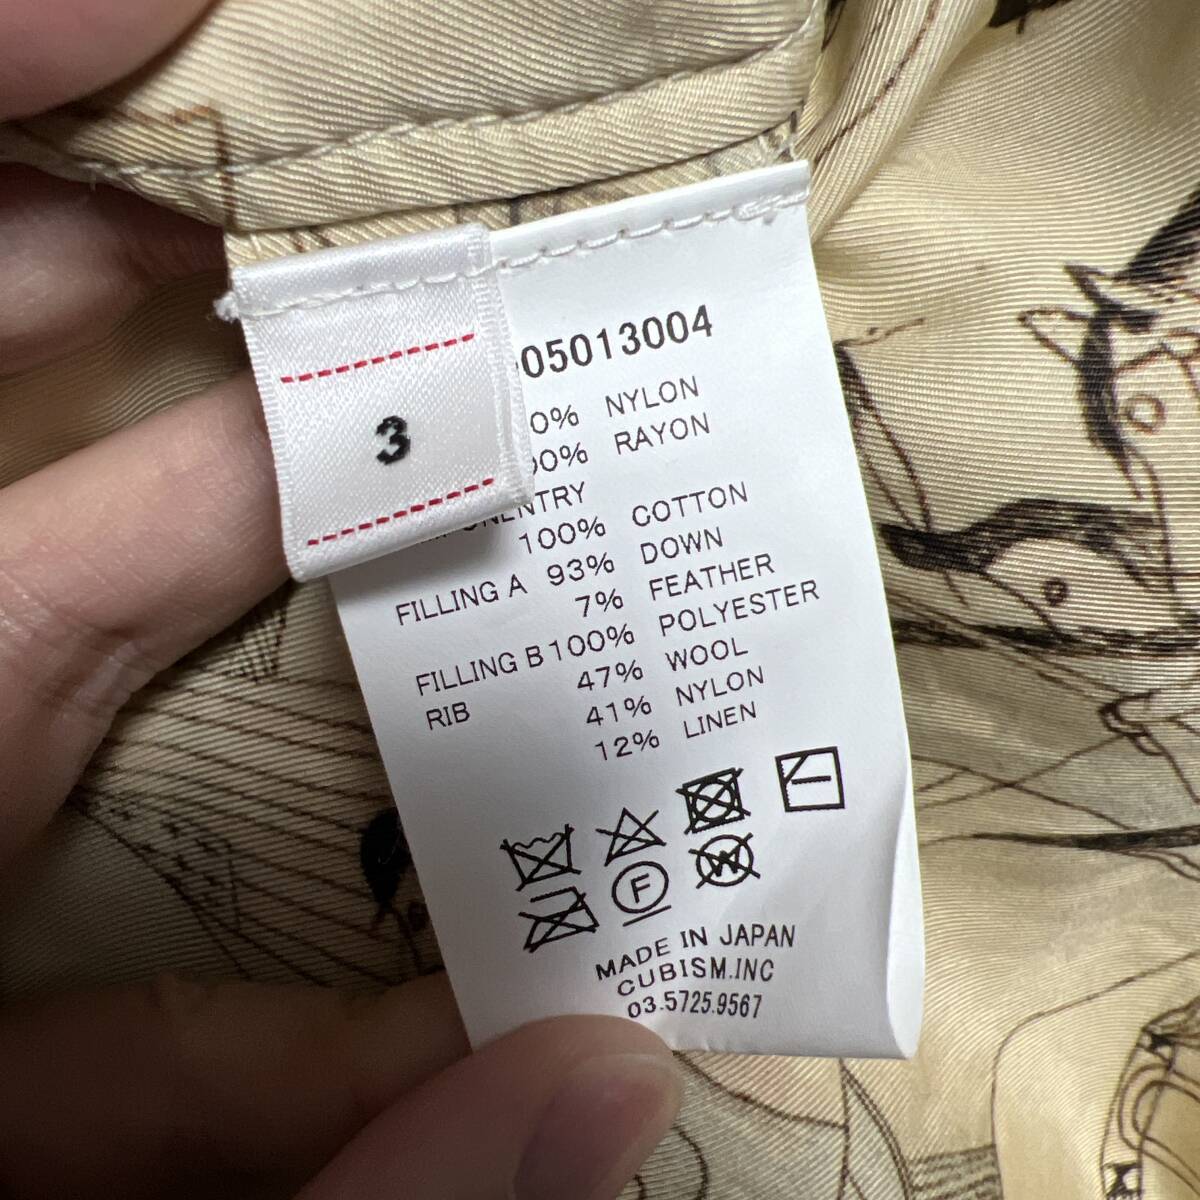 3
05013004
0% NYLON
00% RAYON
100% COTTON
FILLING A 93% DOWN
7% FEATHER
FILLING B 100% POLYESTER
RIB 47% WOOL
41% NYLON
12% LINEN
F
W
MADE IN JAPAN
CUBISM.INC
03.5725.9567